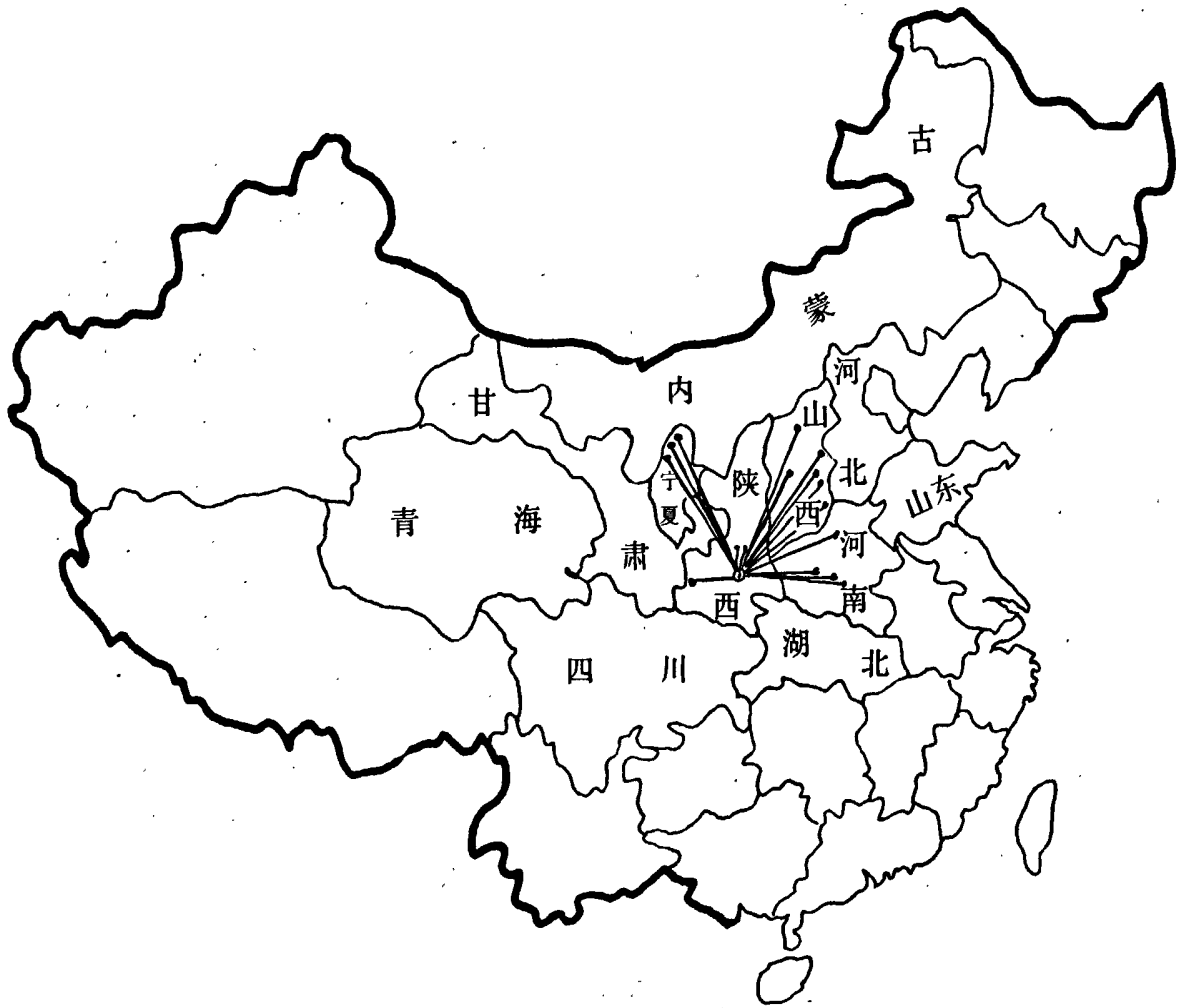 古
蒙
内
甘
宁夏
陕西
山西
河北
山东
青海
肃
河南
四川
湖北